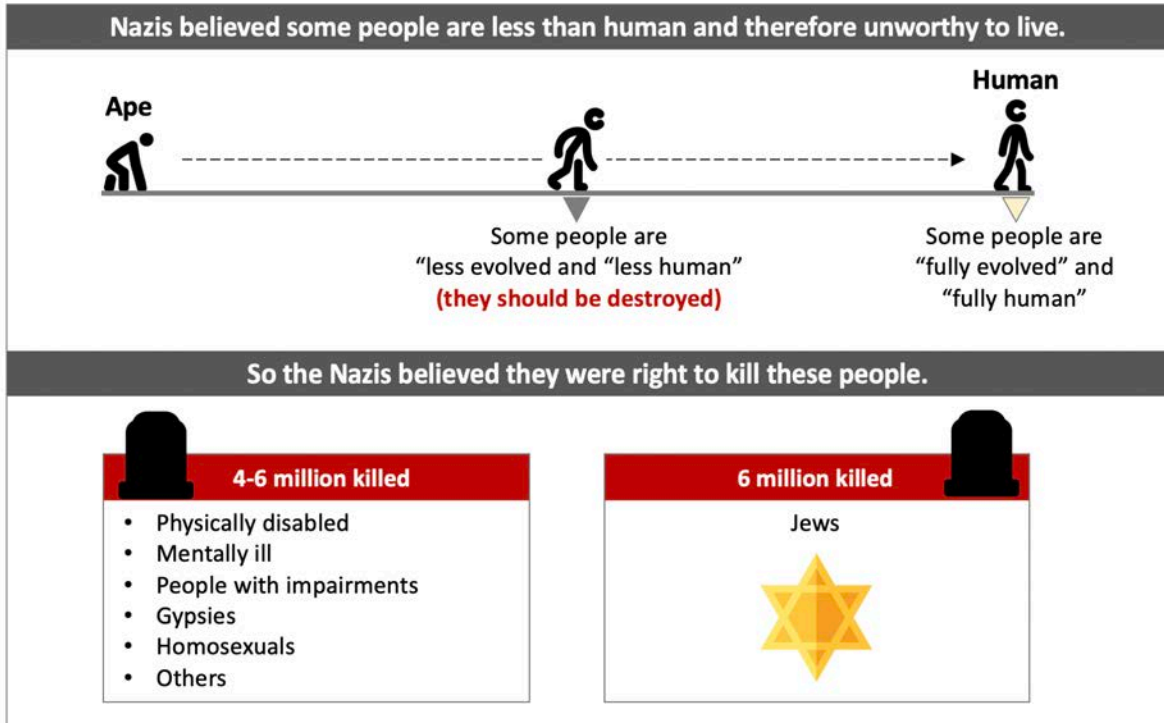 Nazis believed some people are less than human and therefore unworthy to live.
Ape
Human
Some people are
“less evolved and “less human”
(they should be destroyed)
Some people are
“fully evolved” and
“fully human”
So the Nazis believed they were right to kill these people.
4-6 million killed
• Physically disabled
• Mentally ill
• People with impairments
• Gypsies
• Homosexuals
• Others
6 million killed
Jews